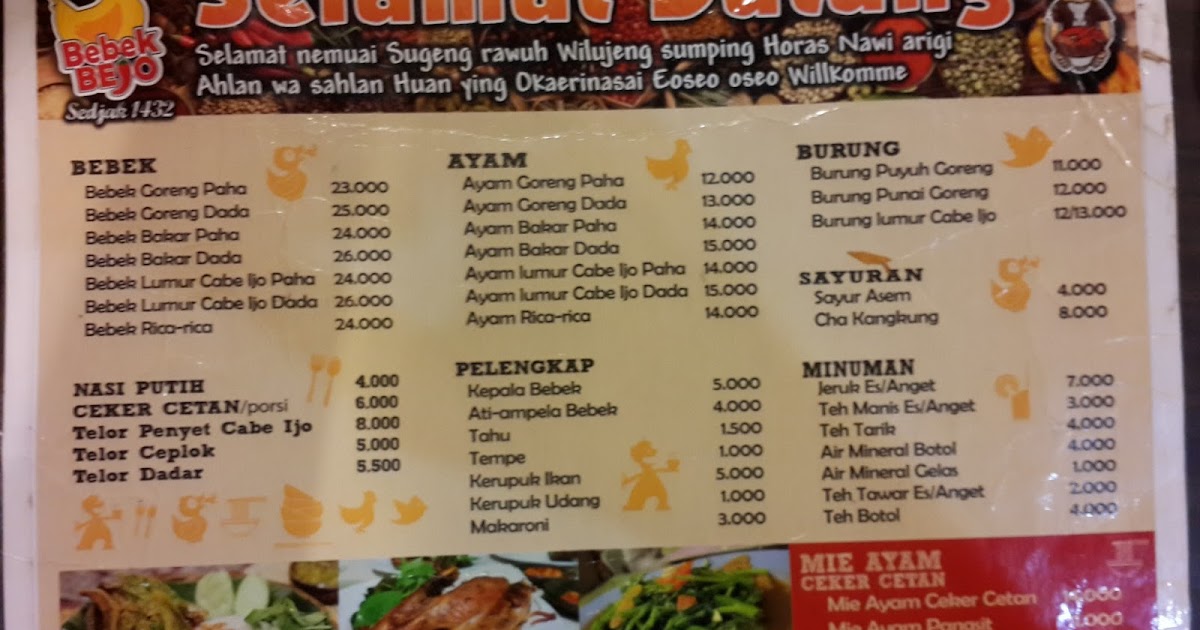 Selamat Datang
Bebek
BEJO
Sedjak 1432
Selamat nemuai Sugeng rawuh Wilujeng sumping Horas Nawi arigi
Ahlan wa sahlan Huan ying Okaerinasai Eoseo oseo Willkomme
BEBEK
Bebek Goreng Paha 23.000
Bebek Goreng Dada 25.000
Bebek Bakar Paha 24.000
Bebek Bakar Dada 26.000
Bebek Lumur Cabe Ijo Paha 24.000
Bebek Lumur Cabe Ijo Dada 26.000
Bebek Rica-rica 24.000
NASI PUTIH 4.000
CEKER CETAN/porsi 6.000
Telor Penyet Cabe Ijo 8.000
Telor Ceplok 5.000
Telor Dadar 5.500
AYAM
Ayam Goreng Paha 12.000
Ayam Goreng Dada 13.000
Ayam Bakar Paha 14.000
Ayam Bakar Dada 15.000
Ayam lumur Cabe Ijo Paha 14.000
Ayam lumur Cabe Ijo Dada 15.000
Ayam Rica-rica 14.000
PELENGKAP
Kepala Bebek 5.000
Ati-ampela Bebek 4.000
Tahu 1.500
Tempe 1.000
Kerupuk Ikan 5.000
Kerupuk Udang 1.000
Makaroni 3.000
BURUNG
Burung Puyuh Goreng 11.000
Burung Punai Goreng 12.000
Burung lumur Cabe Ijo 12/13.000
SAYURAN
Sayur Asem 4.000
Cha Kangkung 8.000
MINUMAN
Jeruk Es/Anget 7.000
Teh Manis Es/Anget 3.000
Teh Tarik 4.000
Air Mineral Botol 4.000
Air Mineral Gelas 1.000
Teh Tawar Es/Anget 2.000
Teh Botol 4.000
MIE AYAM
CEKER CETAN
Mie Ayam Ceker Cetan
Mie Ayam Pangsit